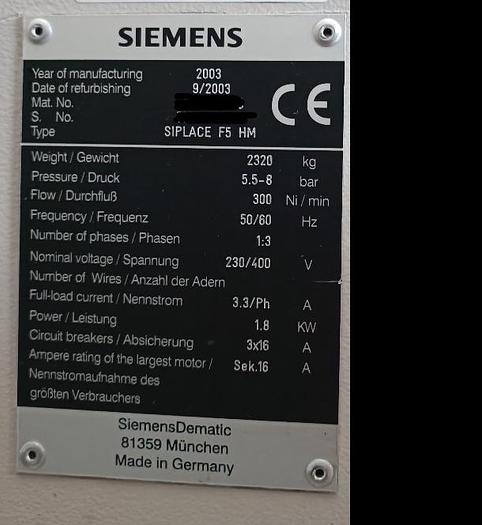 SIEMENS
Year of manufacturing 2003
Date of refurbishing 9/2003
Mat. No.
S. No.
Type SIPLACE F5 HM
CE
Weight / Gewicht 2320 kg
Pressure / Druck 5.5-8 bar
Flow / Durchfluß 300 Ni / min
Frequency / Frequenz 50/60 Hz
Number of phases / Phasen 1:3
Nominal voltage / Spannung 230/400 V
Number of Wires / Anzahl der Adern
Full-load current / Nennstrom 3.3/Ph A
Power / Leistung 1.8 KW
Circuit breakers / Absicherung 3x16 A
Ampere rating of the largest motor / Sek.16 A
Nennstromaufnahme des
größten Verbrauchers
SiemensDematic
81359 München
Made in Germany